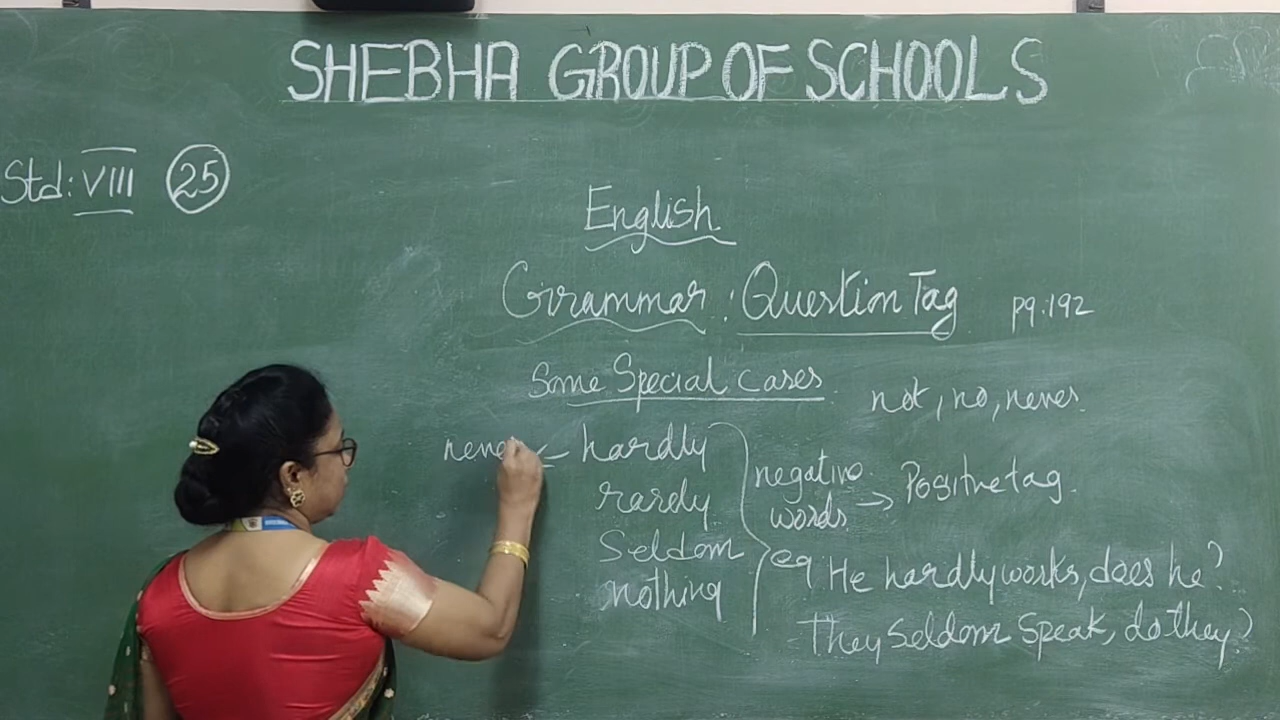 SHEBHA GROUP OF SCHOOLS
Std: VIII 25
English
Grammar : Question Tag pg:192
Some Special cases
not, no, never.
neve ← hardly
rarely
Seldom
nothing
negative words → Positive tag.
eg He hardly works, does he?
They Seldom Speak, do they?